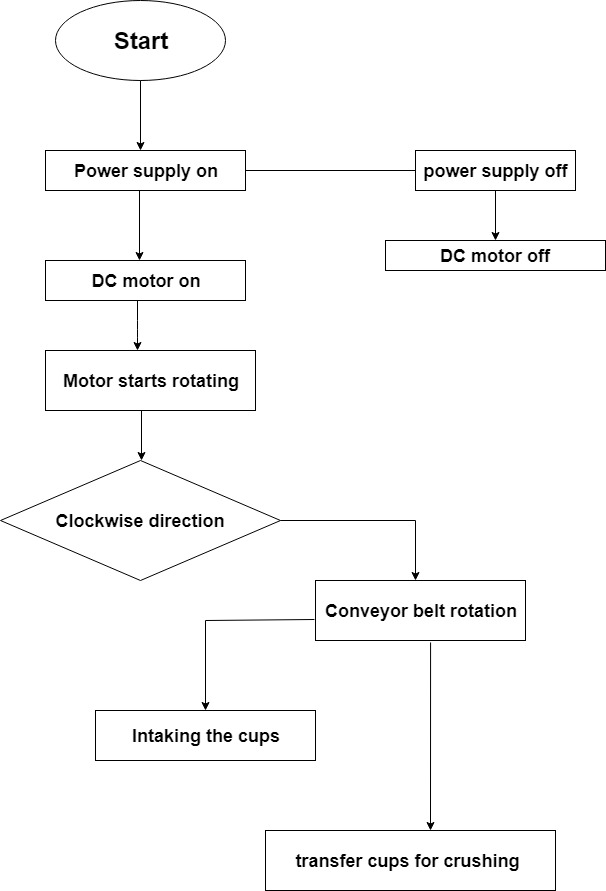 Start
Power supply on
power supply off
DC motor off
DC motor on
Motor starts rotating
Clockwise direction
Conveyor belt rotation
Intaking the cups
transfer cups for crushing